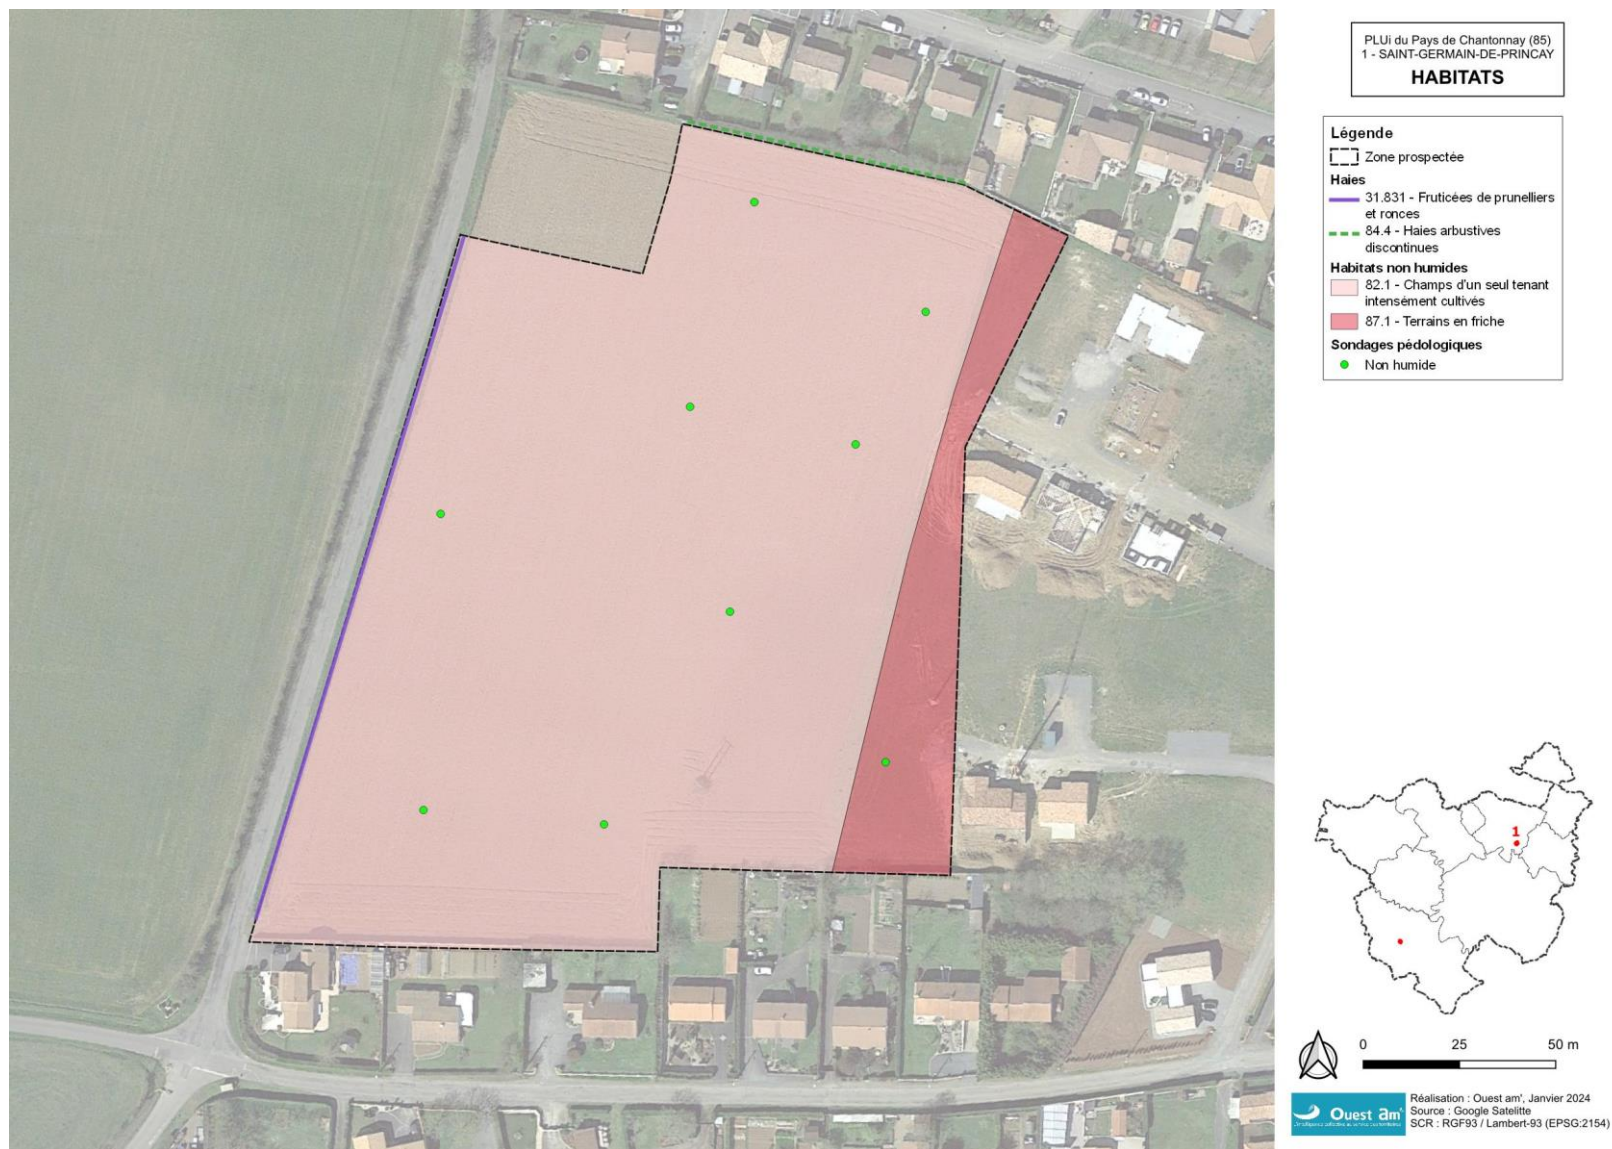 PLUi du Pays de Chantonnay (85)
1 - SAINT-GERMAIN-DE-PRINCAY
HABITATS
Légende
Zone prospectée
Haies
31.831 - Fruticées de prunelliers
et ronces
84.4 - Haies arbustives
discontinues
Habitats non humides
82.1 - Champs d'un seul tenant
intensément cultivés
87.1 - Terrains en friche
Sondages pédologiques
Non humide
1
0 25 50 m
Ouest am'
Réalisation : Ouest am', Janvier 2024
Source : Google Satelitte
SCR : RGF93 / Lambert-93 (EPSG:2154)